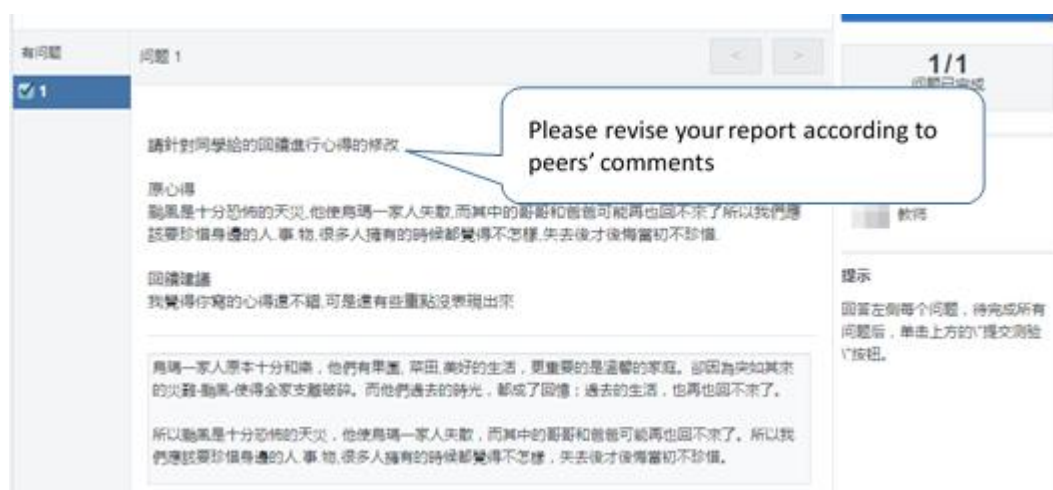 有问题
问题 1
<
>
1/1
问题已完成
1
請針對同學給的回饋進行心得的修改
Please revise your report according to
peers' comments
原心得
颱風是十分恐怖的天災,他使烏瑪一家人失散,而其中的哥哥和爸爸可能再也回不來了所以我們應
該要珍惜身邊的人.事.物,很多人擁有的時候都覺得不怎樣,失去後才後悔當初不珍惜.
教师
回饋建議
我覺得你寫的心得還不錯,可是還有些重點沒表現出來
提示
回答左侧每个问题，待完成所有
问题后，单击上方的\"提交测验
\"按钮。
烏瑪一家人原本十分和樂，他們有果園, 菜田,美好的生活，更重要的是溫馨的家庭。卻因為突如其來
的災難-颱風-使得全家支離破碎。而他們過去的時光，都成了回憶；過去的生活，也再也回不來了。
所以颱風是十分恐怖的天災，他使烏瑪一家人失散，而其中的哥哥和爸爸可能再也回不來了。所以我
們應該要珍惜身邊的人.事.物,很多人擁有的時候都覺得不怎樣，失去後才後悔當初不珍惜。